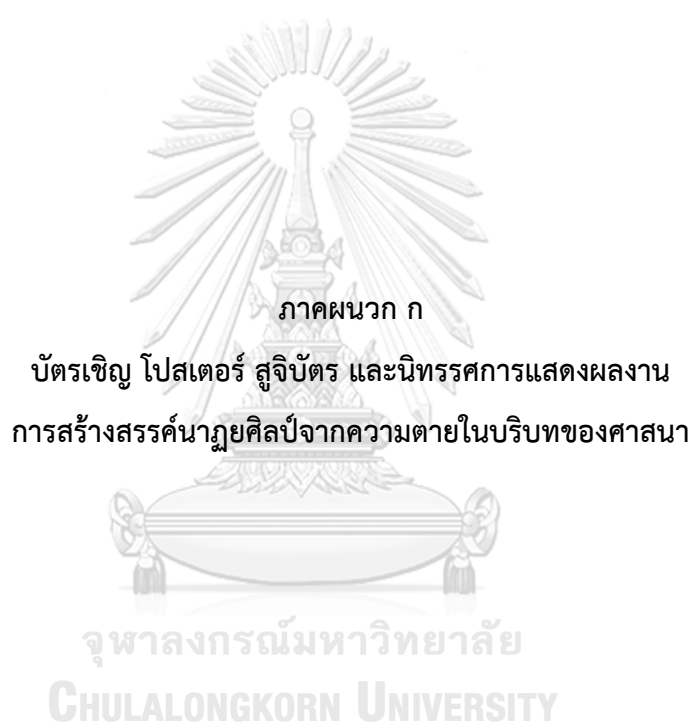 ภาคผนวก ก
บัตรเชิญ โปสเตอร์ สูจิบัตร และนิทรรศการแสดงผลงาน
การสร้างสรรค์นาฏยศิลป์จากความตายในบริบทของศาสนา
จุฬาลงกรณ์มหาวิทยาลัย
CHULALONGKORN UNIVERSITY